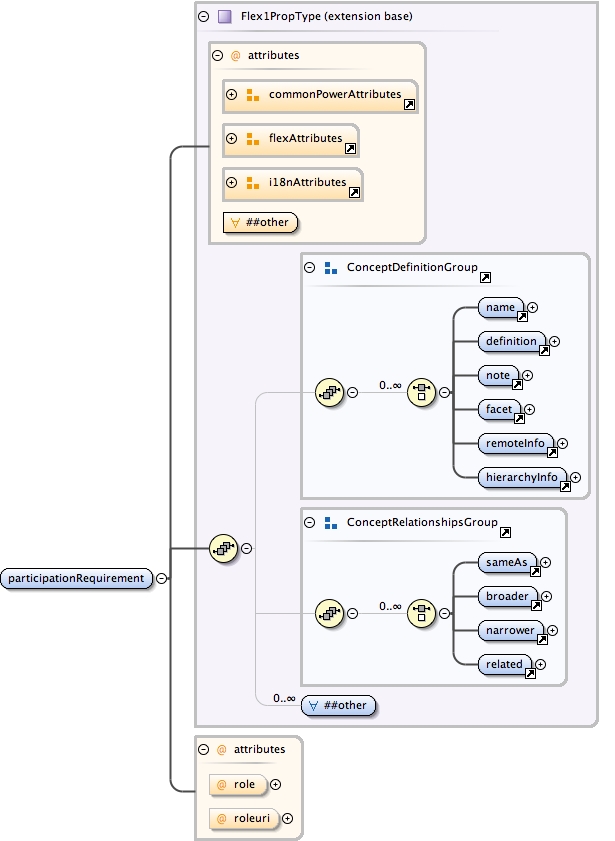 Flex1PropType (extension base)
@ attributes
commonPowerAttributes
flexAttributes
i18nAttributes
∀ ##other
ConceptDefinitionGroup
name
definition
0..∞
note
facet
remoteInfo
hierarchyInfo
ConceptRelationshipsGroup
sameAs
broader
0..∞
narrower
related
participationRequirement
0..∞
∀ ##other
@ attributes
@ role
@ roleuri